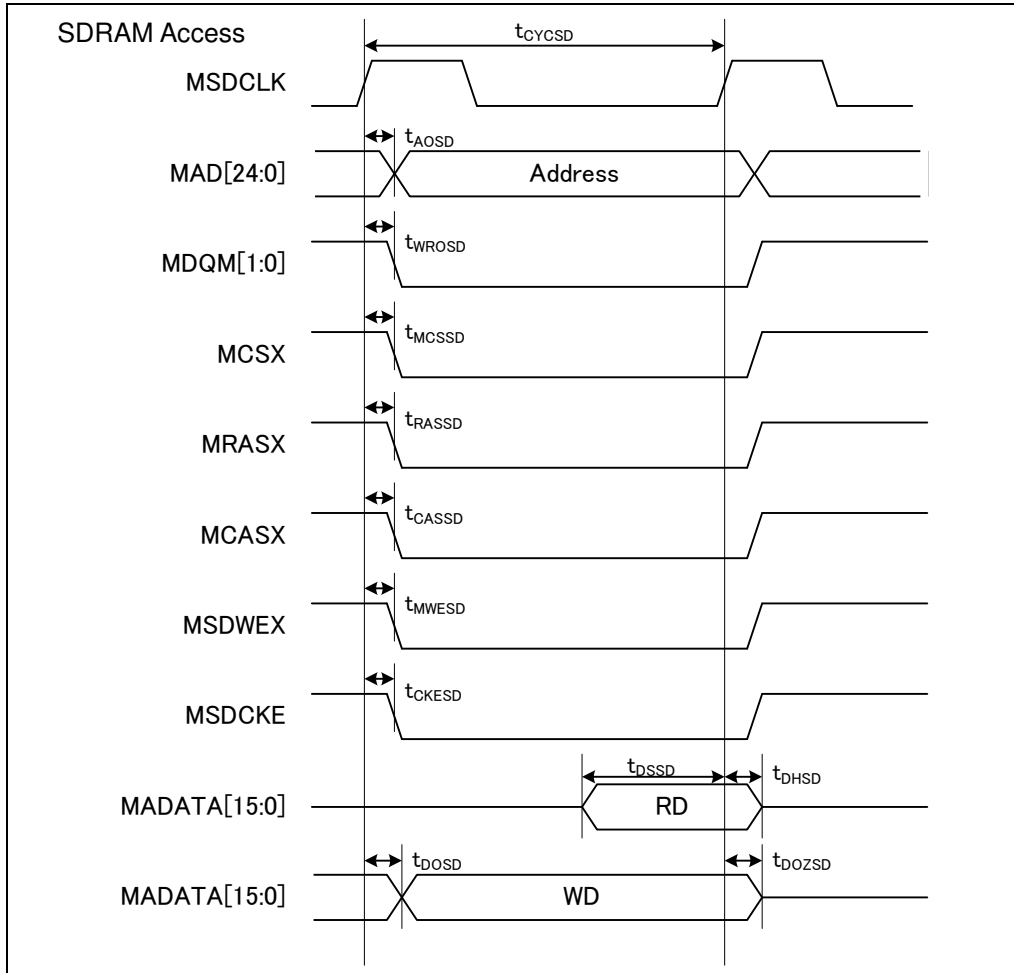 SDRAM Access
tCYCSD
MSDCLK
tAOSD
MAD[24:0]
Address
tWROSD
MDQM[1:0]
tMCSSD
MCSX
tRASSD
MRASX
tCASSD
MCASX
tMWESD
MSDWEX
tCKESD
MSDCKE
tDSSD
tDHSD
MADATA[15:0]
RD
tDOSD
tDOZSD
MADATA[15:0]
WD